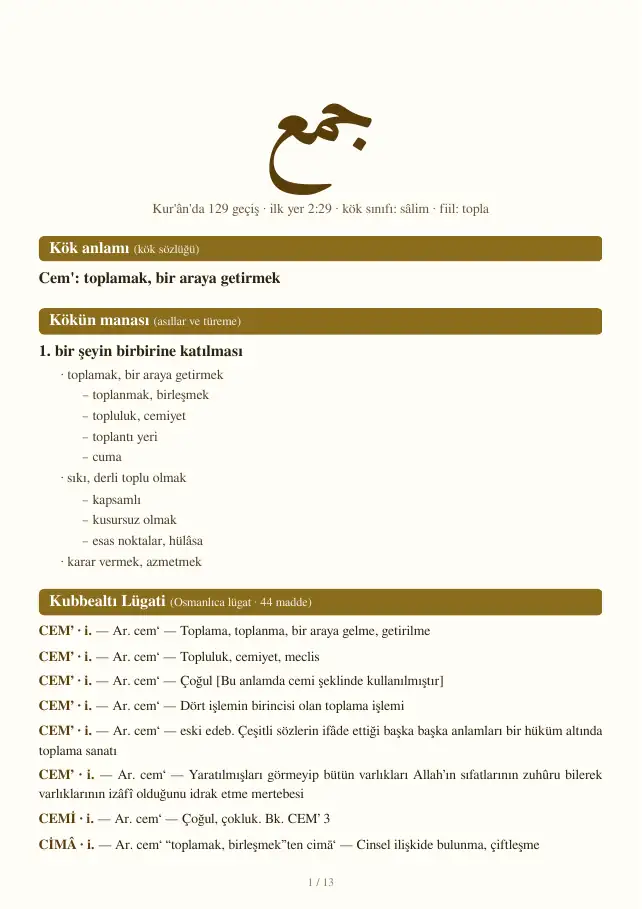 جمع
Kur'ân'da 129 geçiş · ilk yer 2:29 · kök sınıfı: sâlim · fiil: topla
Kök anlamı (kök sözlüğü)
Cem': toplamak, bir araya getirmek
Kökün manası (asıllar ve türeme)
1. bir şeyin birbirine katılması
· toplamak, bir araya getirmek
– toplanmak, birleşmek
– topluluk, cemiyet
– toplantı yeri
– cuma
· sıkı, derli toplu olmak
– kapsamlı
– kusursuz olmak
– esas noktalar, hülâsa
· karar vermek, azmetmek
Kubbealtı Lügati (Osmanlıca lügat · 44 madde)
CEM’ · i. — Ar. cem‘ — Toplama, toplanma, bir araya gelme, getirilme
CEM’ · i. — Ar. cem‘ — Topluluk, cemiyet, meclis
CEM’ · i. — Ar. cem‘ — Çoğul [Bu anlamda cemi şeklinde kullanılmıştır]
CEM’ · i. — Ar. cem‘ — Dört işlemin birincisi olan toplama işlemi
CEM’ · i. — Ar. cem‘ — eski edeb. Çeşitli sözlerin ifâde ettiği başka başka anlamları bir hüküm altında
toplama sanatı
CEM’ · i. — Ar. cem‘ — Yaratılmışları görmeyip bütün varlıkları Allah’ın sıfatlarının zuhûru bilerek
varlıklarının izâfî olduğunu idrak etme mertebesi
CEMİ · i. — Ar. cem‘ — Çoğul, çokluk. Bk. CEM’ 3
CİMÂ · i. — Ar. cem‘ “toplamak, birleşmek”ten cimā‘ — Cinsel ilişkide bulunma, çiftleşme
1 / 13